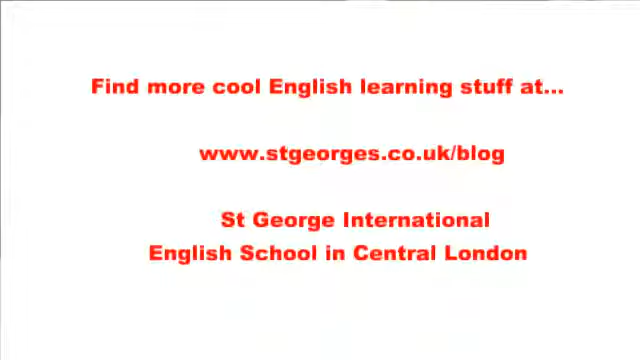 Find more cool English learning stuff at...
www.stgeorges.co.uk/blog
St George International
English School in Central London